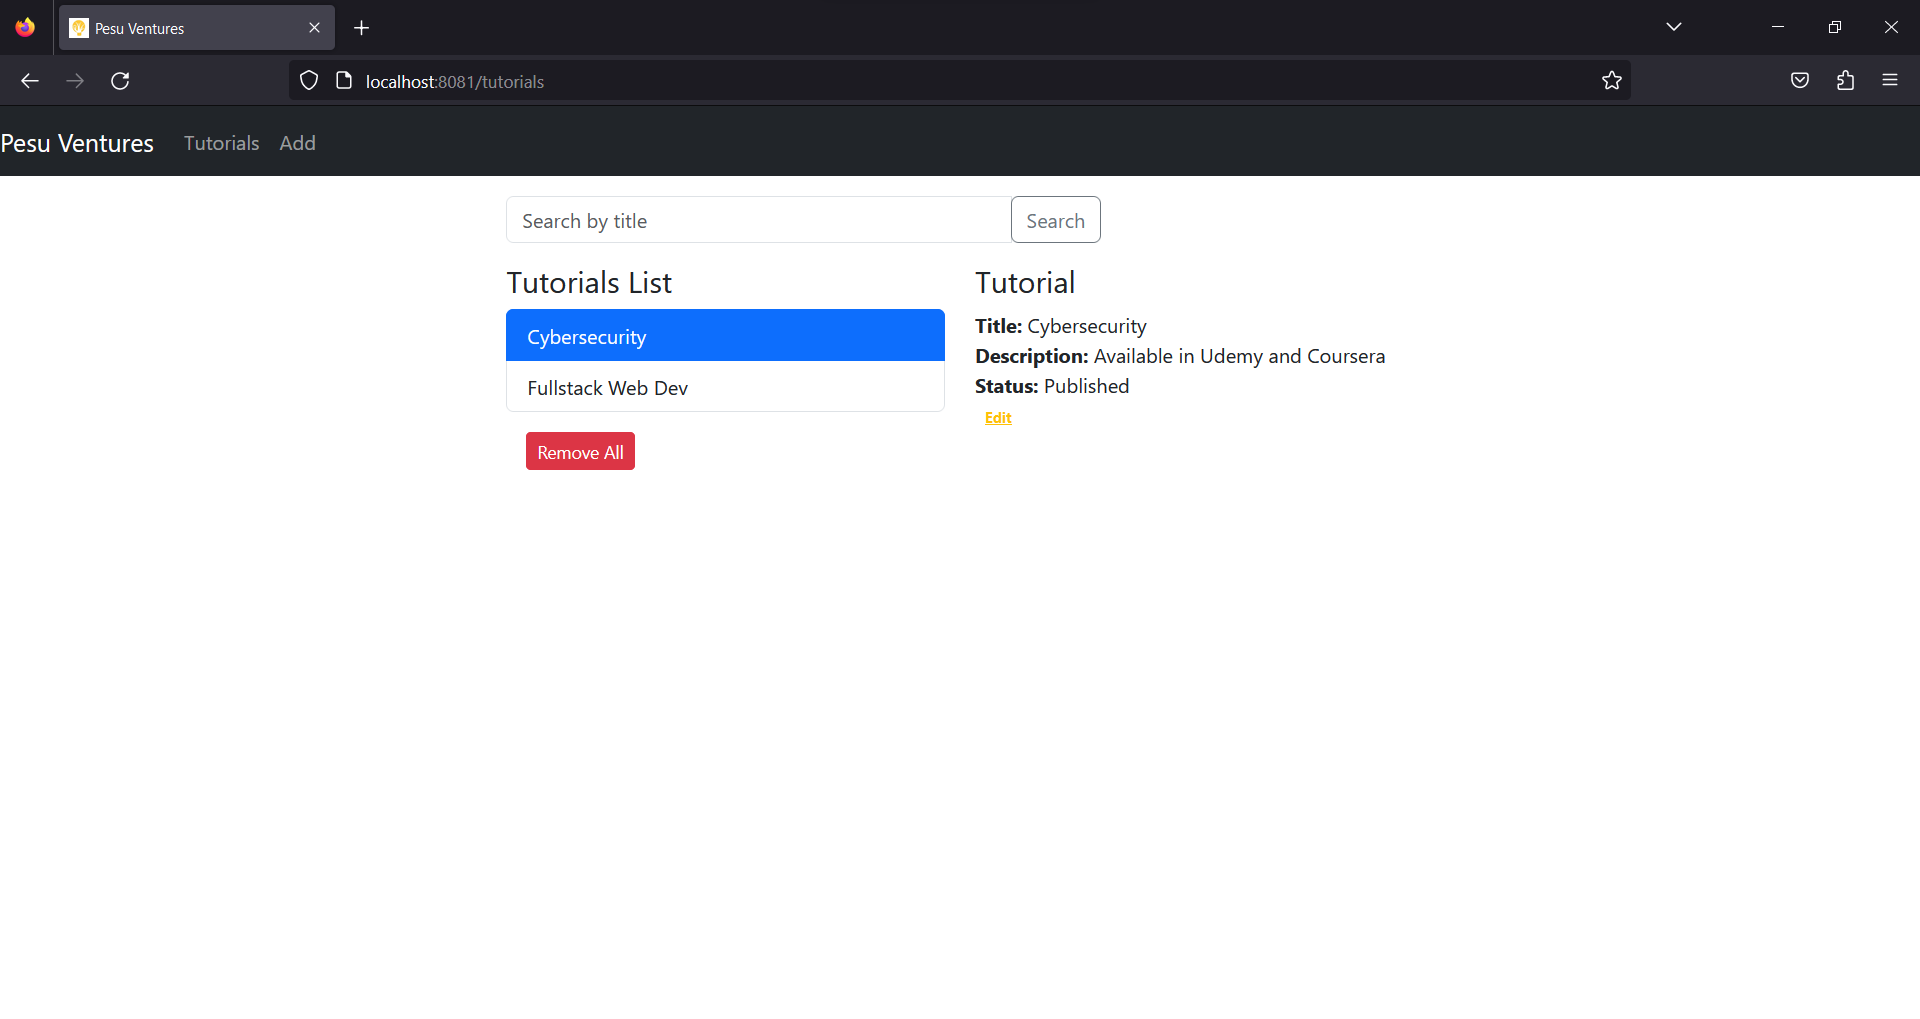 Pesu Ventures
localhost:8081/tutorials
Pesu Ventures Tutorials Add
Search by title Search
Tutorials List
Cybersecurity
Fullstack Web Dev
Remove All
Tutorial
Title: Cybersecurity
Description: Available in Udemy and Coursera
Status: Published
Edit